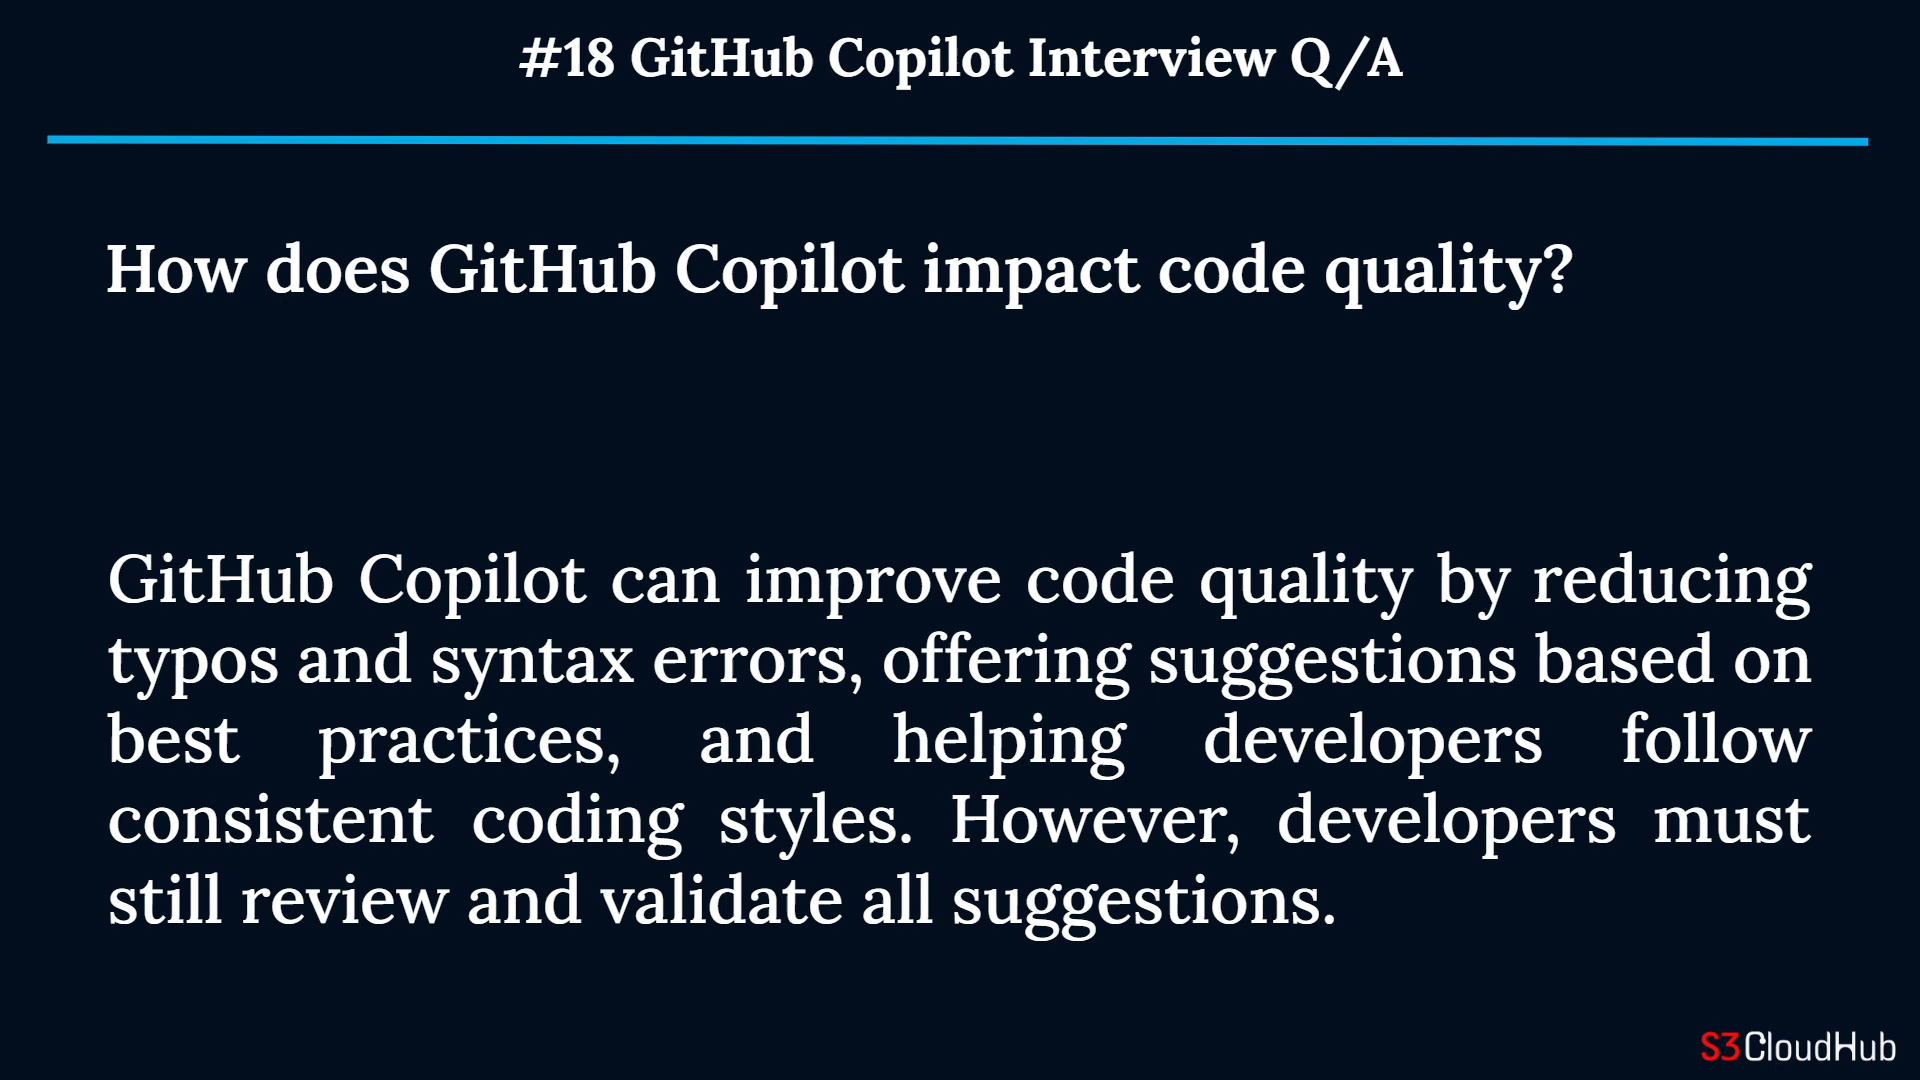 #18 GitHub Copilot Interview Q/A
How does GitHub Copilot impact code quality?
GitHub Copilot can improve code quality by reducing
typos and syntax errors, offering suggestions based on
best practices, and helping developers follow
consistent coding styles. However, developers must
still review and validate all suggestions.
S3CloudHub